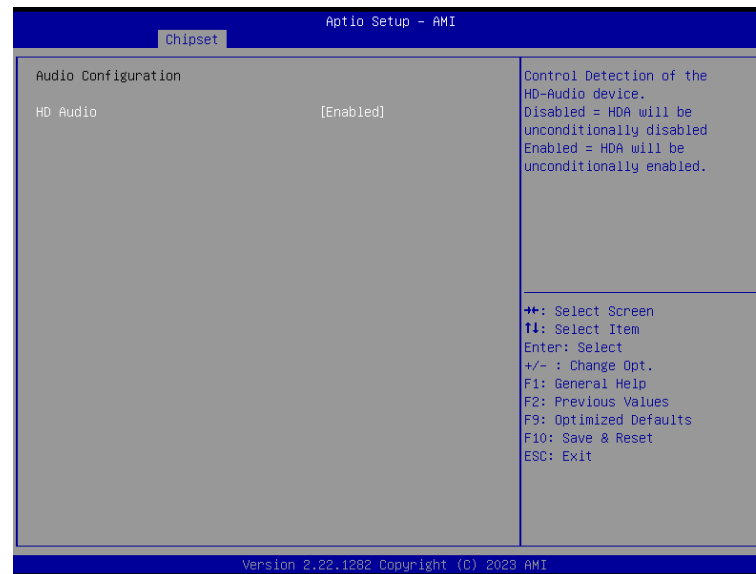 Aptio Setup – AMI
Chipset
Audio Configuration
HD Audio [Enabled]
Control Detection of the
HD-Audio device.
Disabled = HDA will be
unconditionally disabled
Enabled = HDA will be
unconditionally enabled.
→←: Select Screen
↑↓: Select Item
Enter: Select
+/- : Change Opt.
F1: General Help
F2: Previous Values
F9: Optimized Defaults
F10: Save & Reset
ESC: Exit
Version 2.22.1282 Copyright (C) 2023 AMI